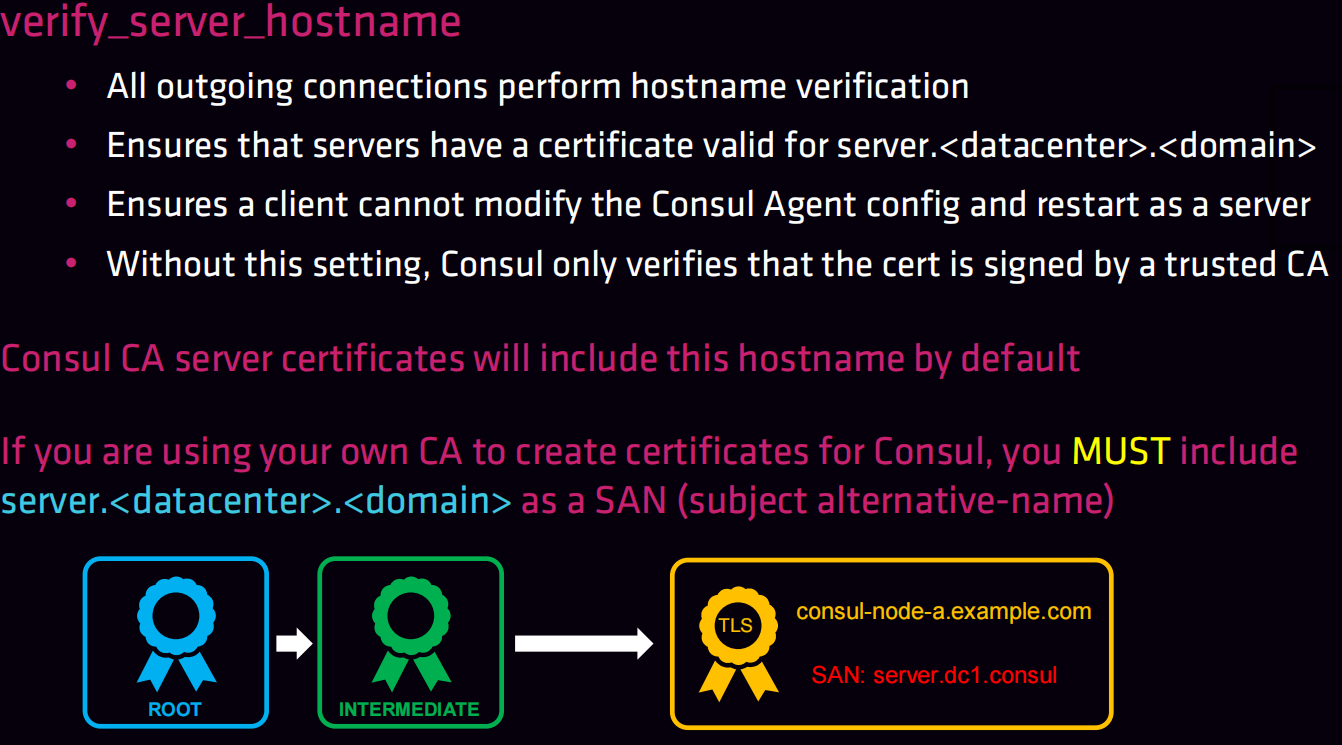 verify_server_hostname
• All outgoing connections perform hostname verification
• Ensures that servers have a certificate valid for server.<datacenter>.<domain>
• Ensures a client cannot modify the Consul Agent config and restart as a server
• Without this setting, Consul only verifies that the cert is signed by a trusted CA
Consul CA server certificates will include this hostname by default
If you are using your own CA to create certificates for Consul, you MUST include
server.<datacenter>.<domain> as a SAN (subject alternative-name)
ROOT
INTERMEDIATE
TLS
consul-node-a.example.com
SAN: server.dc1.consul